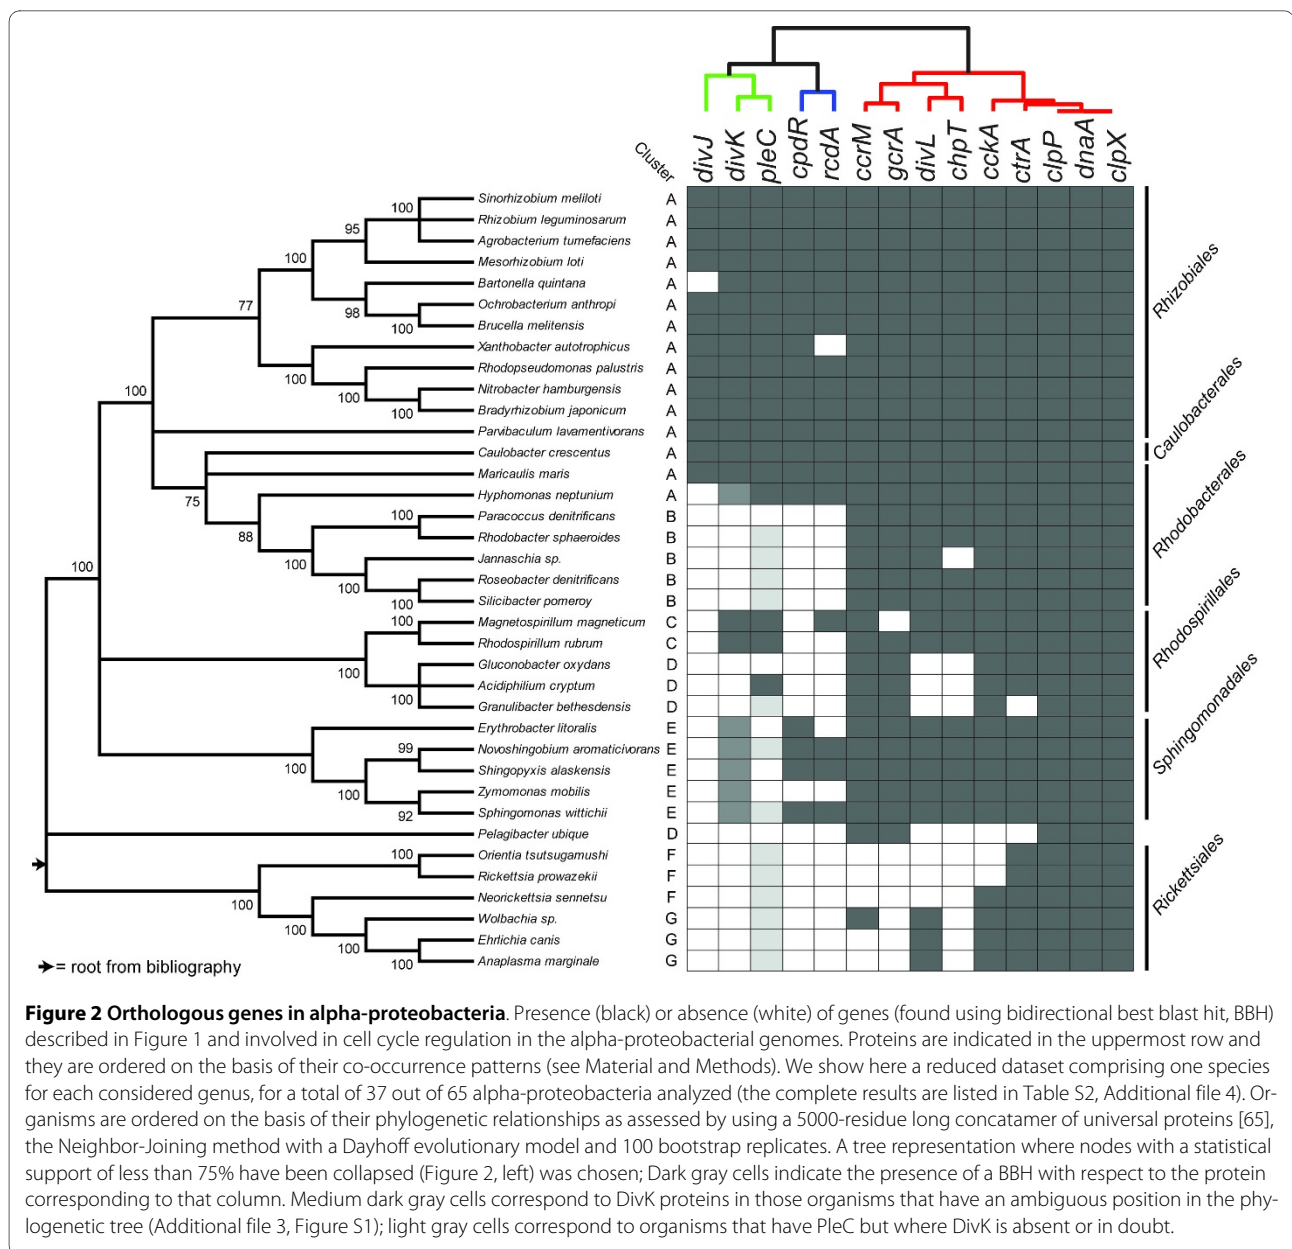 divJ divK pleC cpdR rcdA ccrM gcrA divL chpT cckA ctrA clpP dnaA clpX
Cluster
Sinorhizobium meliloti A
Rhizobium leguminosarum A
Agrobacterium tumefaciens A
Mesorhizobium loti A
Bartonella quintana A
Ochrobacterium anthropi A
Brucella melitensis A
Xanthobacter autotrophicus A
Rhodopseudomonas palustris A
Nitrobacter hamburgensis A
Bradyrhizobium japonicum A
Parvibaculum lavamentivorans A
Caulobacter crescentus A
Maricaulis maris A
Hyphomonas neptunium A
Paracoccus denitrificans B
Rhodobacter sphaeroides B
Jannaschia sp. B
Roseobacter denitrificans B
Silicibacter pomeroy B
Magnetospirillum magneticum C
Rhodospirillum rubrum C
Gluconobacter oxydans D
Acidiphilium cryptum D
Granulibacter bethesdensis D
Erythrobacter litoralis E
Novoshingobium aromaticivorans E
Shingopyxis alaskensis E
Zymomonas mobilis E
Sphingomonas wittichii E
Pelagibacter ubique D
Orientia tsutsugamushi F
Rickettsia prowazekii F
Neorickettsia sennetsu F
Wolbachia sp. G
Ehrlichia canis G
Anaplasma marginale G
100
95
100
98
100
77
100
100
100
100
75
100
88
100
100
100
100
100
100
100
99
100
100
92
100
100
100
100
100
Rhizobiales
Caulobacterales
Rhodobacterales
Rhodospirillales
Sphingomonadales
Rickettsiales
= root from bibliography
Figure 2 Orthologous genes in alpha-proteobacteria. Presence (black) or absence (white) of genes (found using bidirectional best blast hit, BBH)
described in Figure 1 and involved in cell cycle regulation in the alpha-proteobacterial genomes. Proteins are indicated in the uppermost row and
they are ordered on the basis of their co-occurrence patterns (see Material and Methods). We show here a reduced dataset comprising one species
for each considered genus, for a total of 37 out of 65 alpha-proteobacteria analyzed (the complete results are listed in Table S2, Additional file 4). Or-
ganisms are ordered on the basis of their phylogenetic relationships as assessed by using a 5000-residue long concatamer of universal proteins [65],
the Neighbor-Joining method with a Dayhoff evolutionary model and 100 bootstrap replicates. A tree representation where nodes with a statistical
support of less than 75% have been collapsed (Figure 2, left) was chosen; Dark gray cells indicate the presence of a BBH with respect to the protein
corresponding to that column. Medium dark gray cells correspond to DivK proteins in those organisms that have an ambiguous position in the phy-
logenetic tree (Additional file 3, Figure S1); light gray cells correspond to organisms that have PleC but where DivK is absent or in doubt.